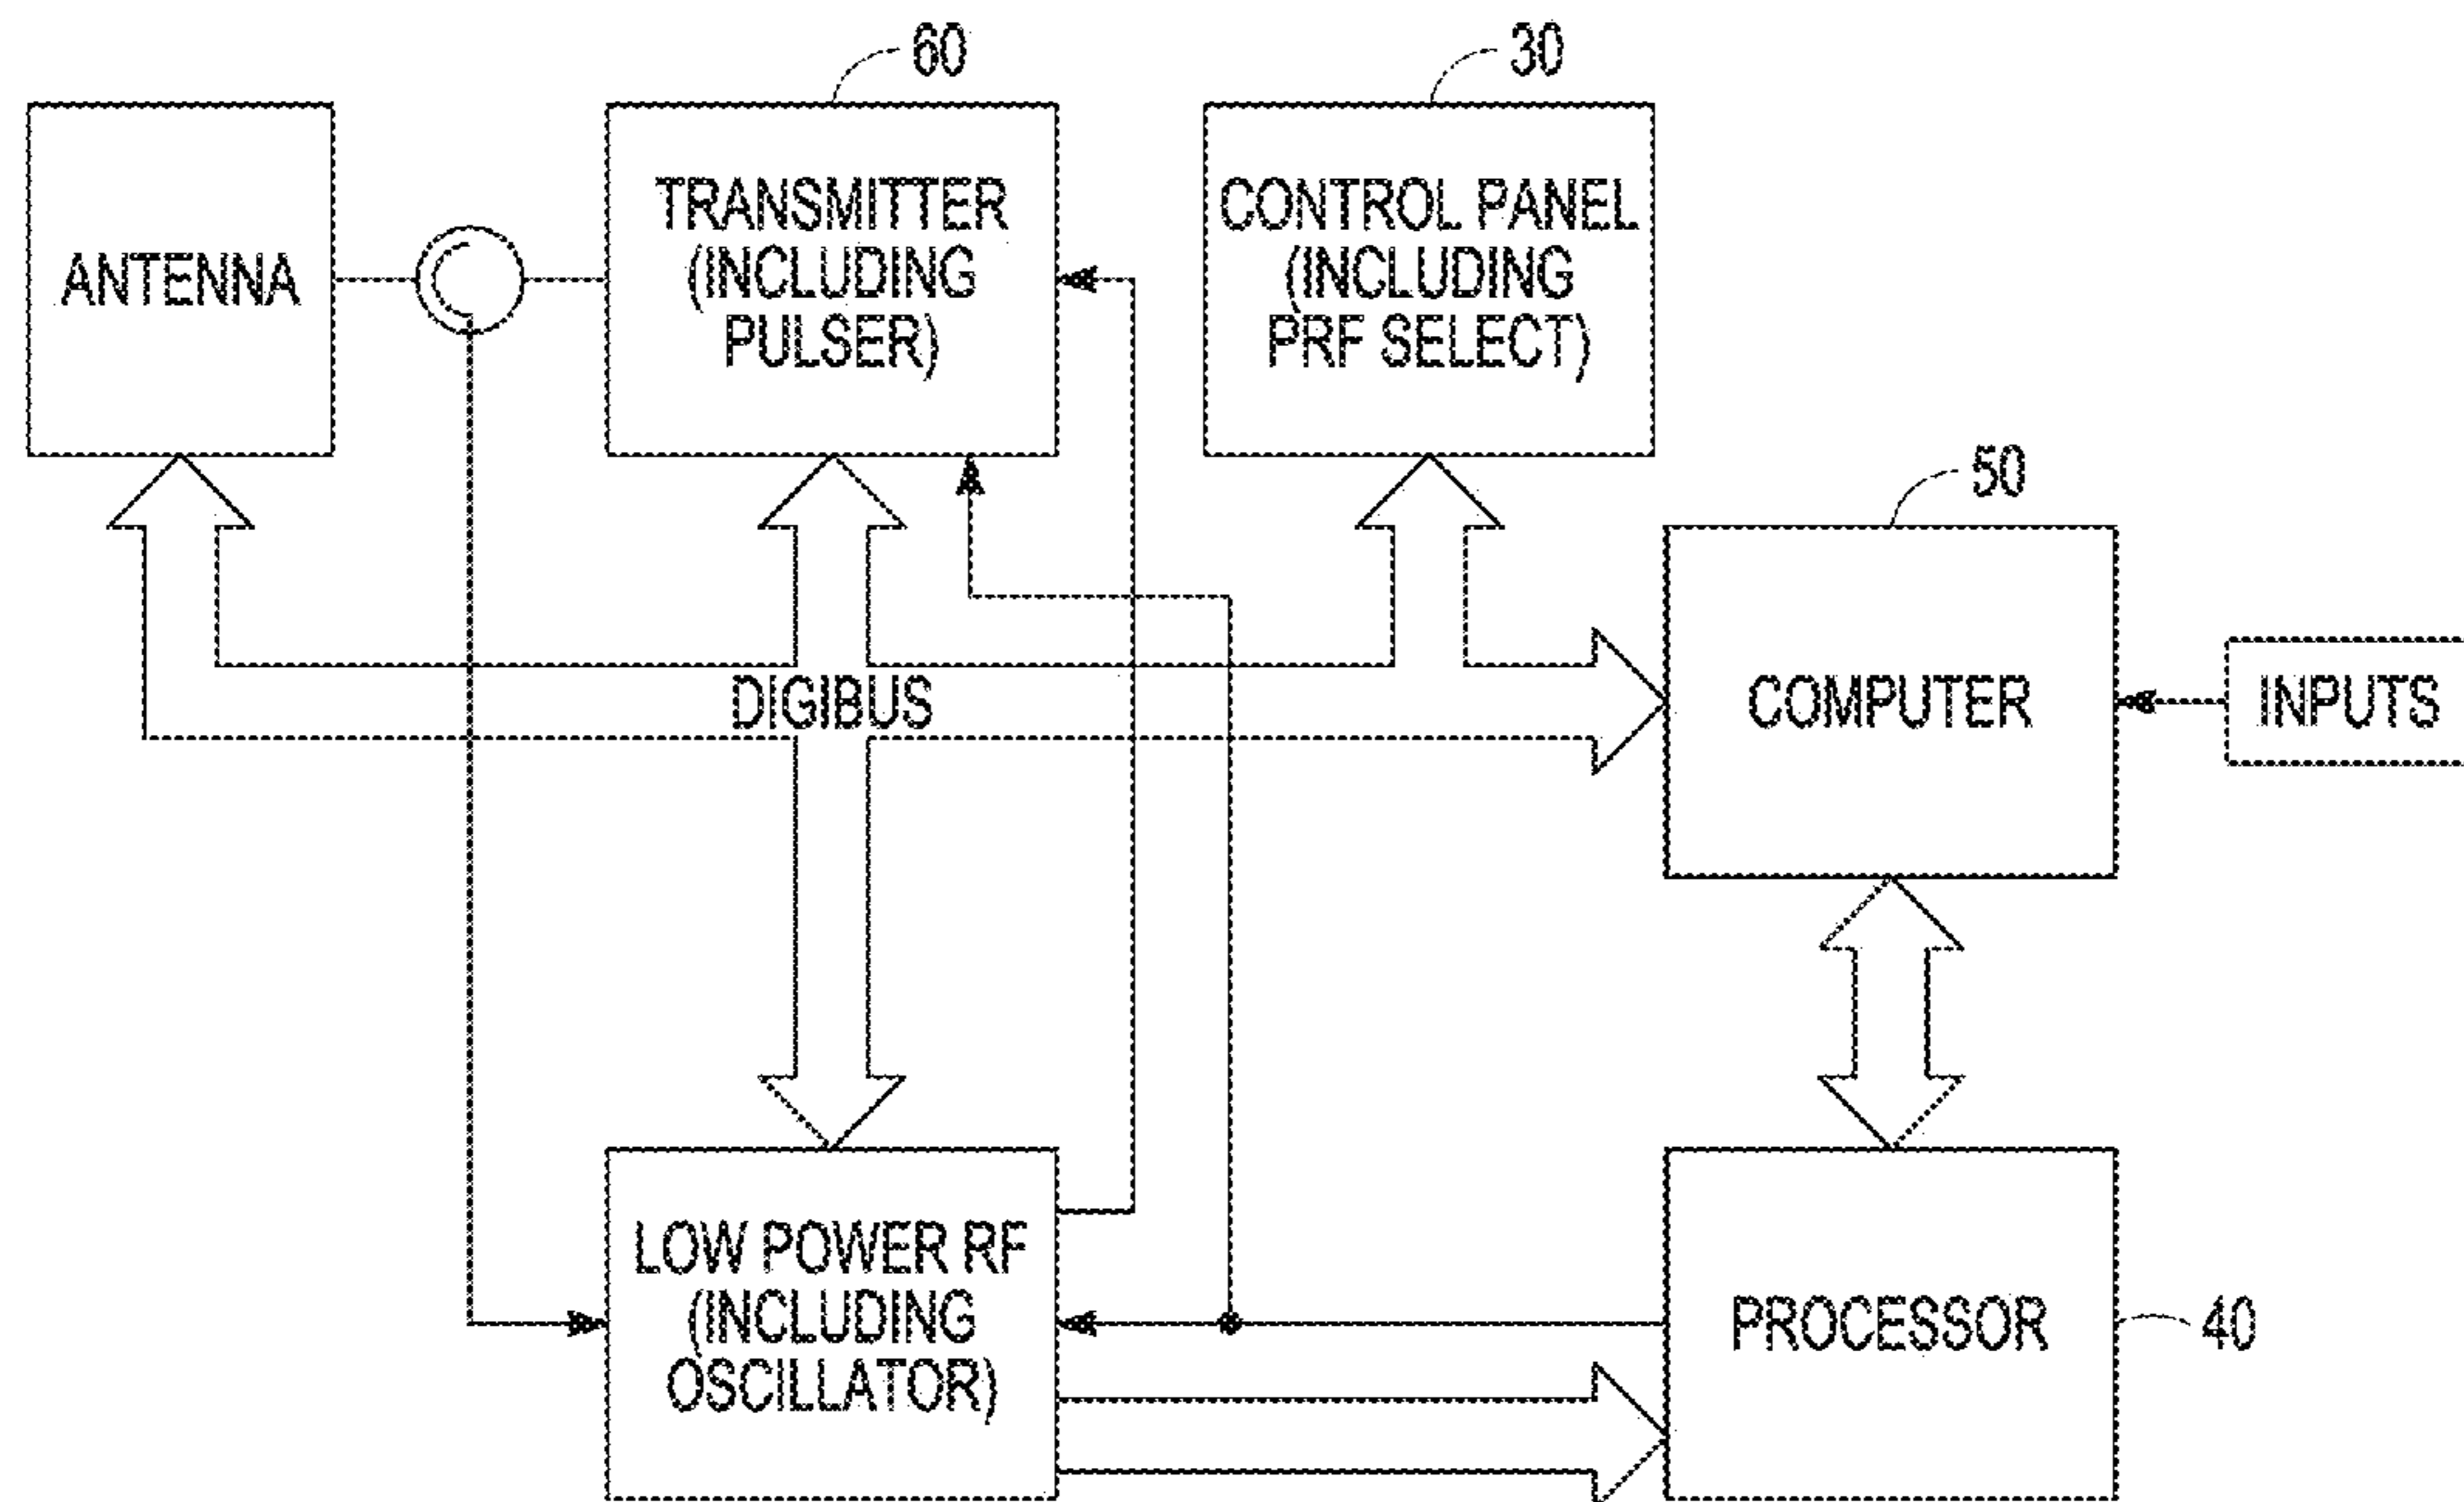 60
30
ANTENNA
TRANSMITTER
(INCLUDING
PULSER)
CONTROL PANEL
(INCLUDING
PRF SELECT)
50
DIGIBUS
COMPUTER
INPUTS
LOW POWER RF
(INCLUDING
OSCILLATOR)
PROCESSOR
40